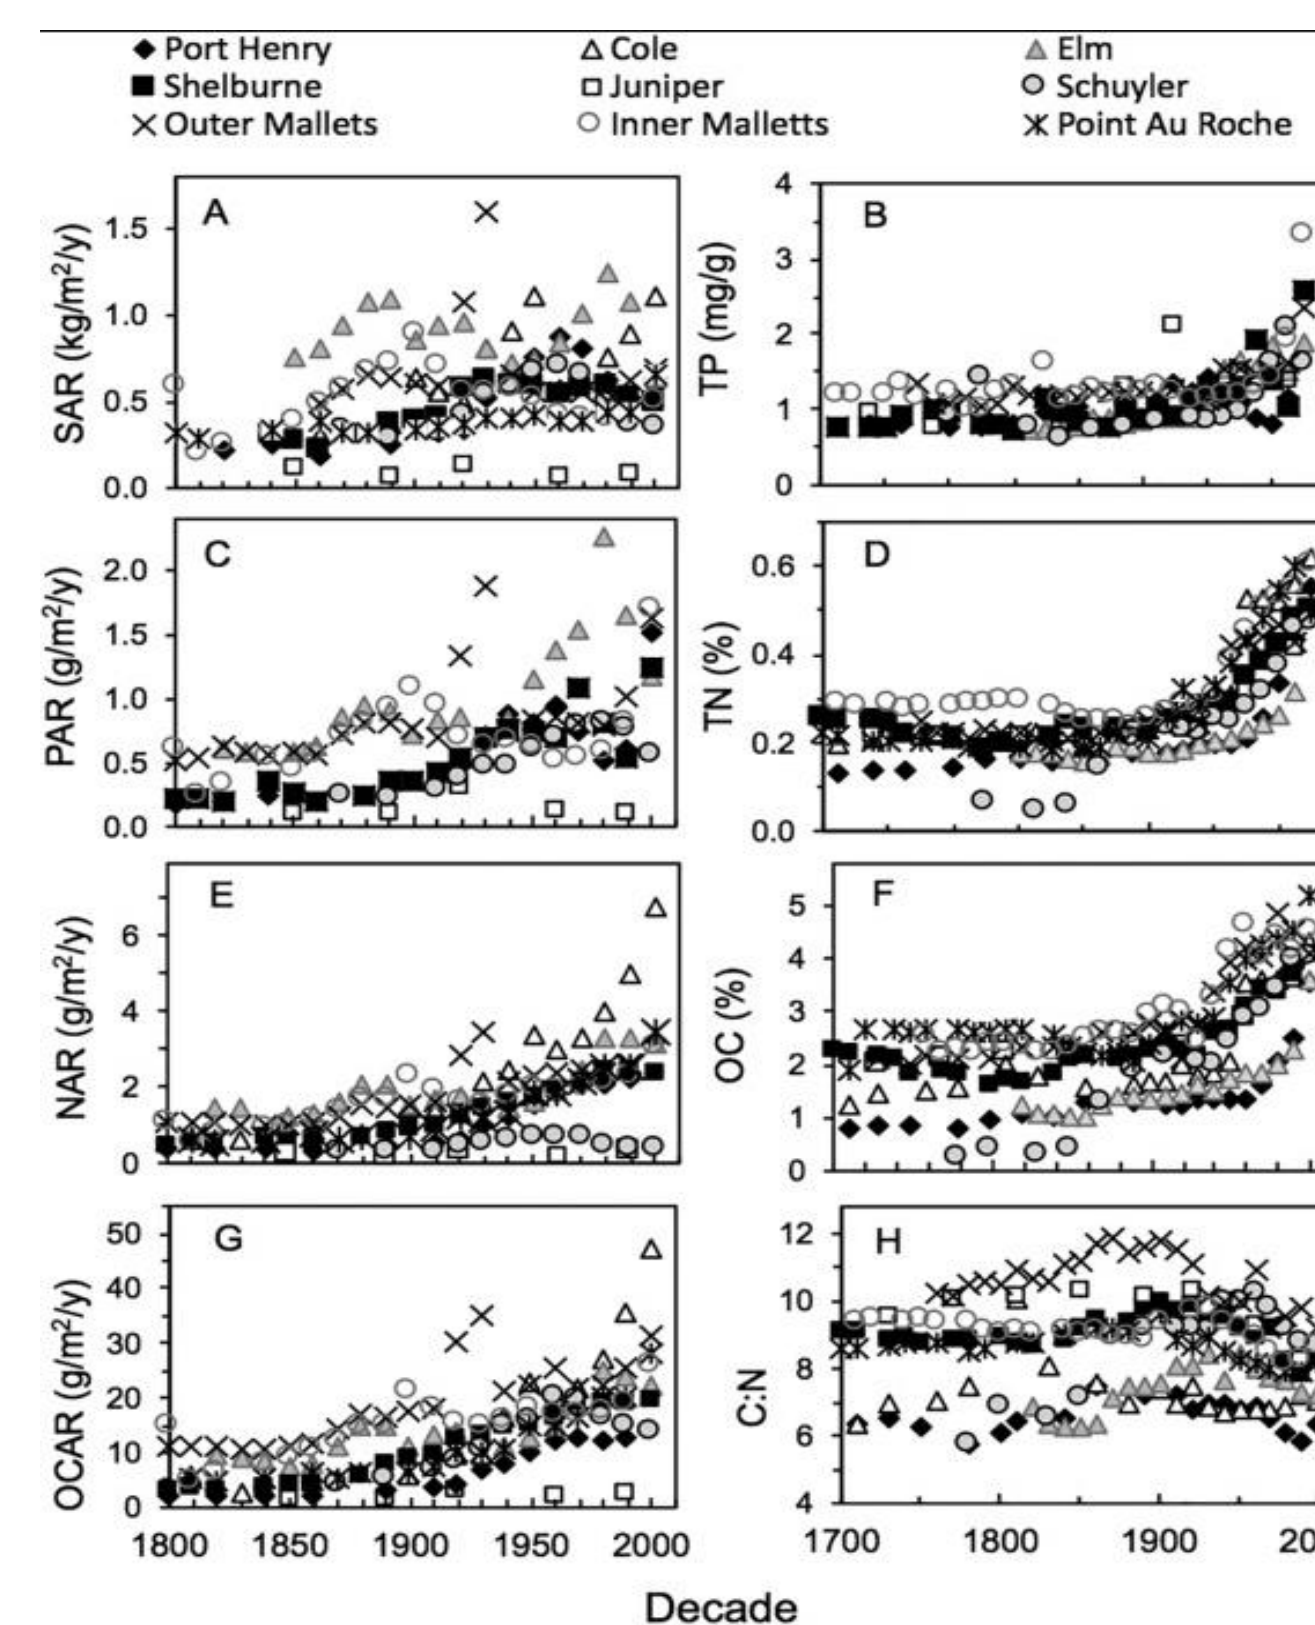 Port Henry Cole Elm
Shelburne Juniper Schuyler
Outer Mallets Inner Malletts Point Au Roche
A
SAR (kg/m²/y)
1.5
1.0
0.5
0.0
B
TP (mg/g)
4
3
2
1
0
C
PAR (g/m²/y)
2.0
1.5
1.0
0.5
0.0
D
TN (%)
0.6
0.4
0.2
0.0
E
NAR (g/m²/y)
6
4
2
0
F
OC (%)
5
4
3
2
1
0
G
OCAR (g/m²/y)
50
40
30
20
10
0
1800 1850 1900 1950 2000
H
C:N
12
10
8
6
4
1700 1800 1900 20
Decade